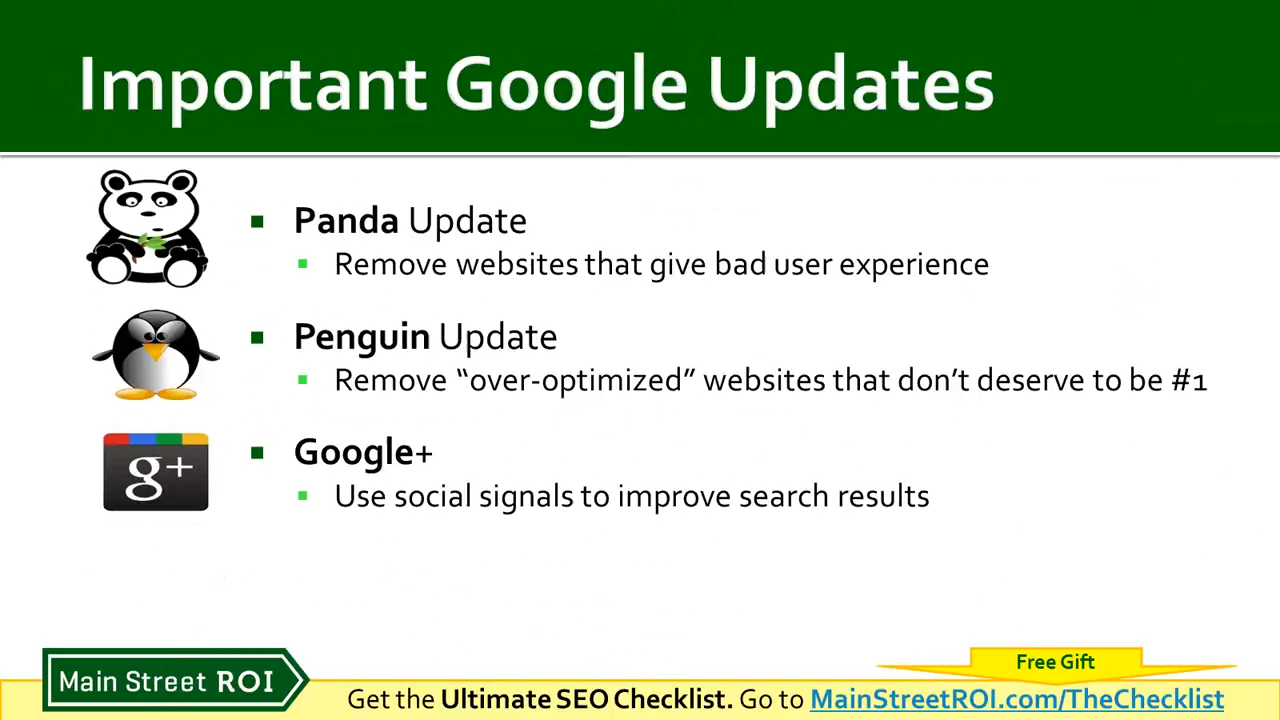 Important Google Updates
Panda Update
Remove websites that give bad user experience
Penguin Update
Remove “over-optimized” websites that don’t deserve to be #1
g+
Google+
Use social signals to improve search results
Main Street ROI
Free Gift
Get the Ultimate SEO Checklist. Go to MainStreetROI.com/TheChecklist